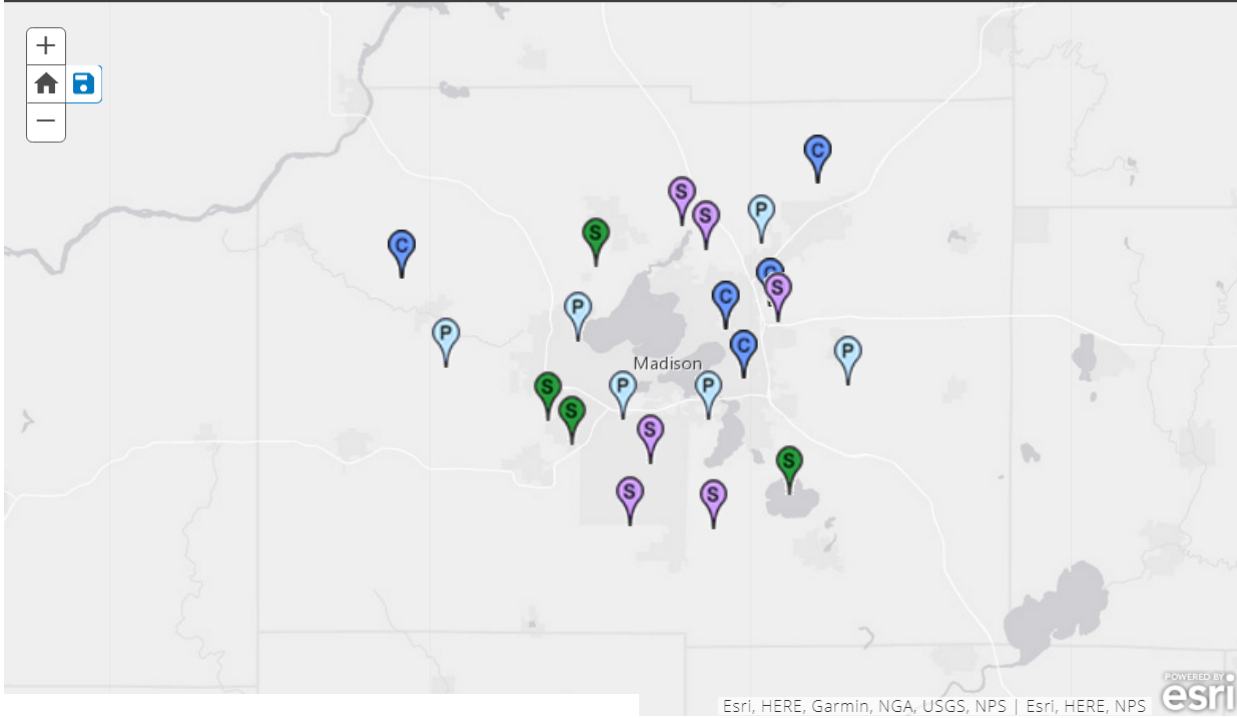 +
−
C
S
S
P
S
C
C
S
C
P
P
C
Madison
P
S
P
P
S
S
S
S
S
Esri, HERE, Garmin, NGA, USGS, NPS | Esri, HERE, NPS
POWERED BY
esri